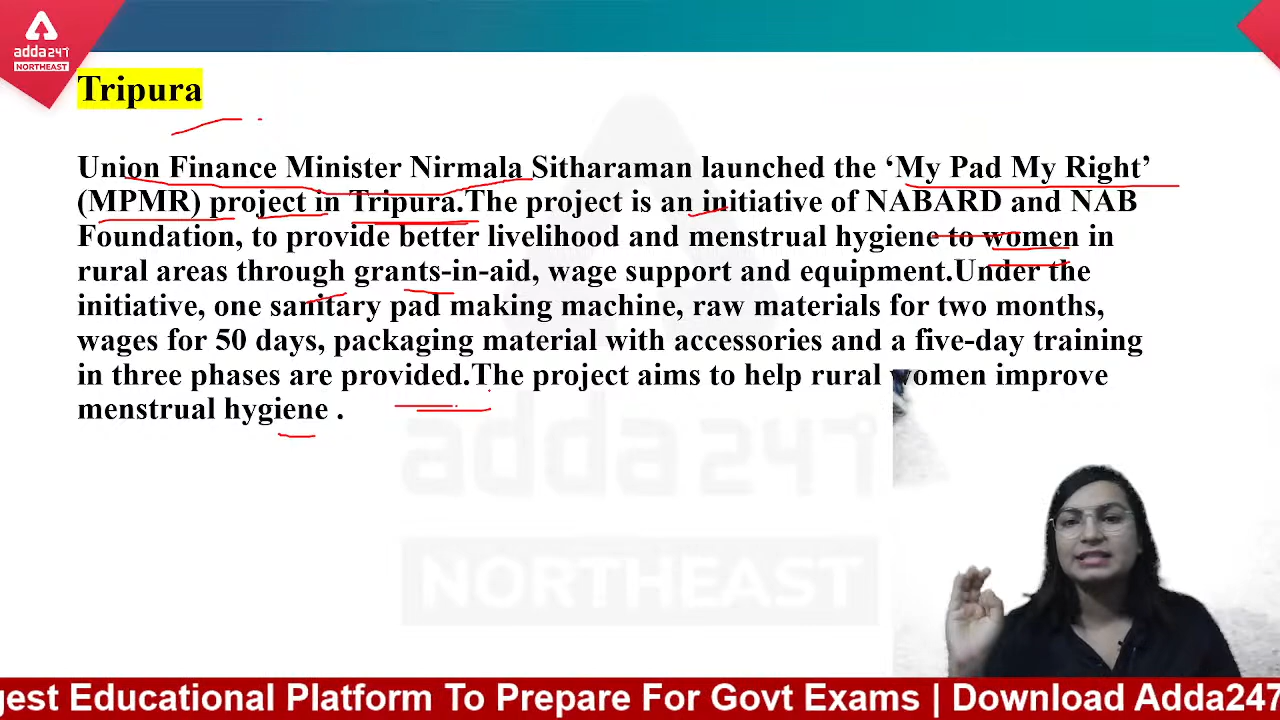 adda247
NORTHEAST
Tripura
Union Finance Minister Nirmala Sitharaman launched the ‘My Pad My Right’
(MPMR) project in Tripura.The project is an initiative of NABARD and NAB
Foundation, to provide better livelihood and menstrual hygiene to women in
rural areas through grants-in-aid, wage support and equipment.Under the
initiative, one sanitary pad making machine, raw materials for two months,
wages for 50 days, packaging material with accessories and a five-day training
in three phases are provided.The project aims to help rural women improve
menstrual hygiene .
adda247
NORTHEAST
gest Educational Platform To Prepare For Govt Exams | Download Adda247